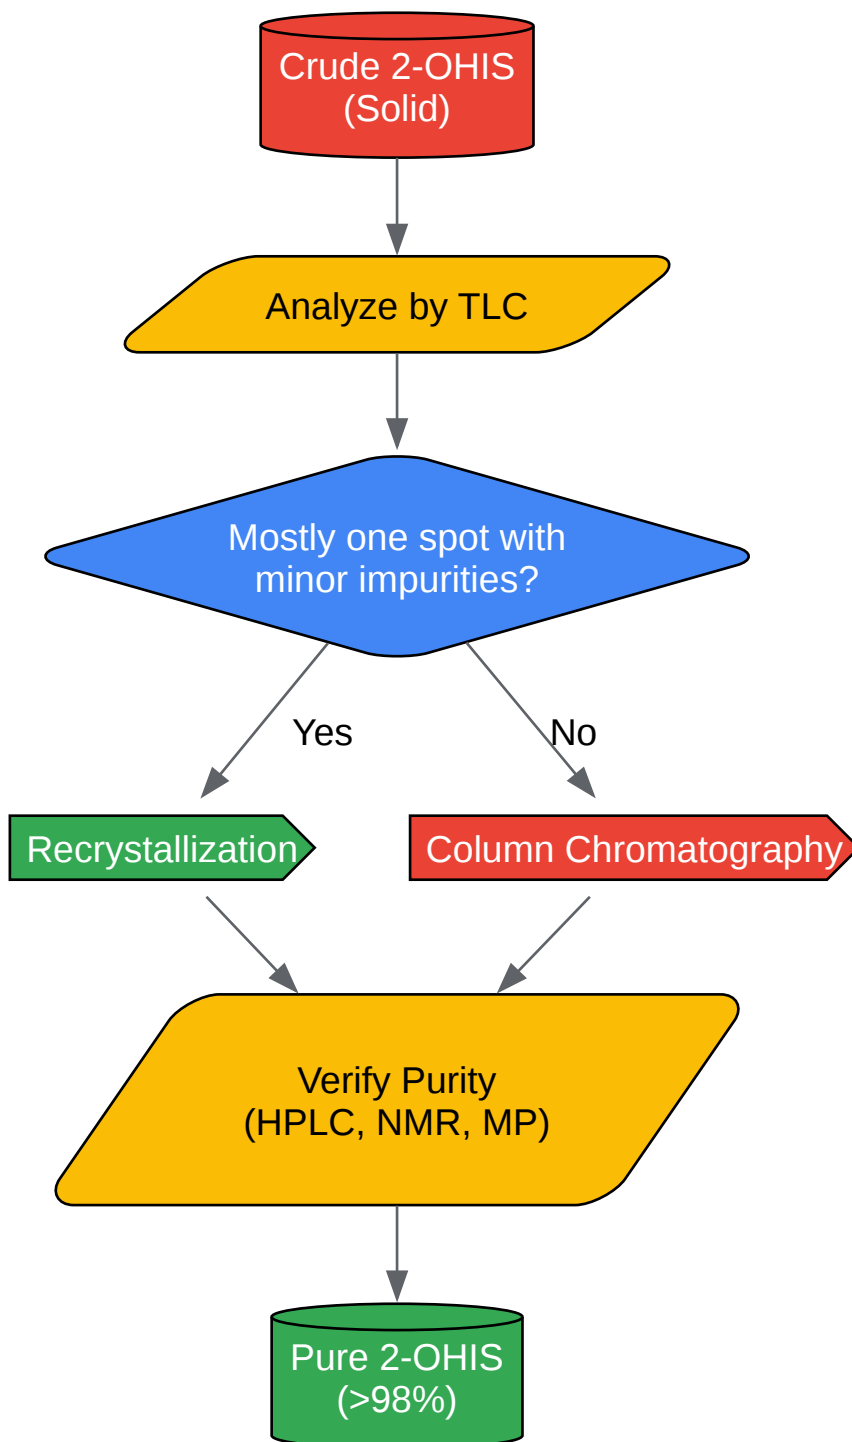 Crude 2-OHIS
(Solid)
Analyze by TLC
Mostly one spot with
minor impurities?
Yes
No
Recrystallization
Column Chromatography
Verify Purity
(HPLC, NMR, MP)
Pure 2-OHIS
(>98%)